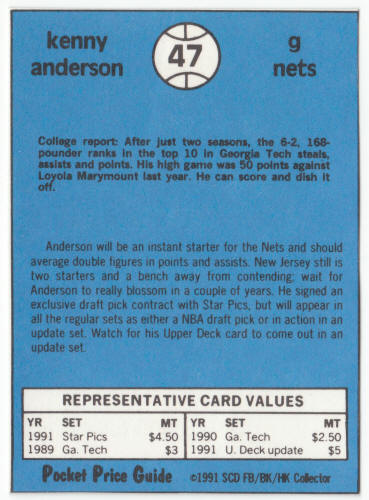 kenny
anderson
47
g
nets
College report: After just two seasons, the 6-2, 168-
pounder ranks in the top 10 in Georgia Tech steals,
assists and points. His high game was 50 points against
Loyola Marymount last year. He can score and dish it
off.
Anderson will be an instant starter for the Nets and should
average double figures in points and assists. New Jersey still is
two starters and a bench away from contending; wait for
Anderson to really blossom in a couple of years. He signed an
exclusive draft pick contract with Star Pics, but will appear in
all the regular sets as either a NBA draft pick or in action in an
update set. Watch for his Upper Deck card to come out in an
update set.
REPRESENTATIVE CARD VALUES
YR SET MT YR SET MT
1991 Star Pics $4.50 1990 Ga. Tech $2.50
1989 Ga. Tech $3 1991 U. Deck update $5
Pocket Price Guide ©1991 SCD FB/BK/HK Collector